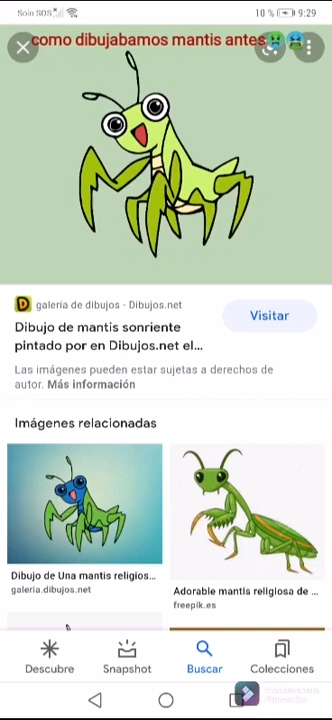 Solo SOS
10 %
9:29
como dibujabamos mantis antes🤢🤮
D galería de dibujos - Dibujos.net
Visitar
Dibujo de mantis sonriente
pintado por en Dibujos.net el...
Las imágenes pueden estar sujetas a derechos de
autor. Más información
Imágenes relacionadas
Dibujo de Una mantis religios...
galeria.dibujos.net
Adorable mantis religiosa de ...
freepik.es
Descubre
Snapshot
Buscar
Colecciones